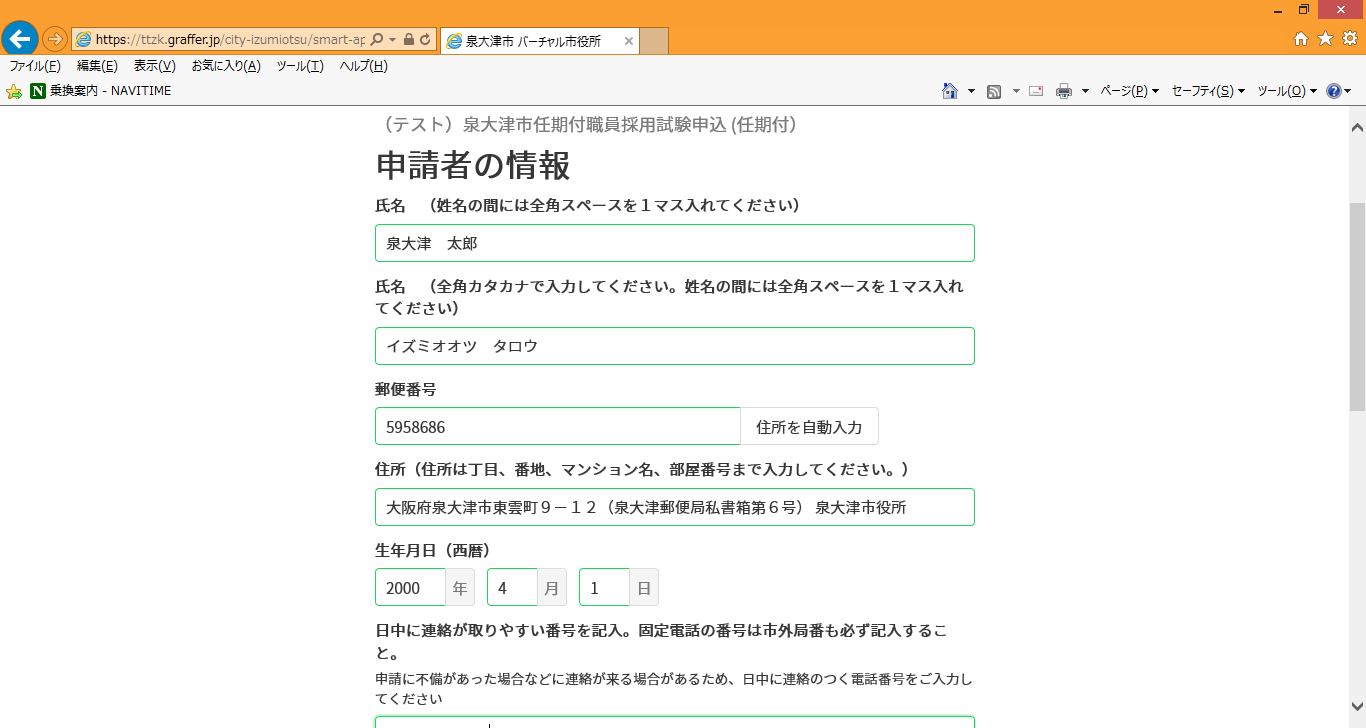 https://ttzk.graffer.jp/city-izumiotsu/smart-ap
泉大津市 バーチャル市役所
ファイル(F) 編集(E) 表示(V) お気に入り(A) ツール(T) ヘルプ(H)
乗換案内 - NAVITIME
ページ(P) セーフティ(S) ツール(O)
（テスト）泉大津市任期付職員採用試験申込 (任期付）
申請者の情報
氏名　（姓名の間には全角スペースを１マス入れてください）
泉大津　太郎
氏名　（全角カタカナで入力してください。姓名の間には全角スペースを１マス入れ
てください）
イズミオオツ　タロウ
郵便番号
5958686 住所を自動入力
住所（住所は丁目、番地、マンション名、部屋番号まで入力してください。）
大阪府泉大津市東雲町９－１２（泉大津郵便局私書箱第６号） 泉大津市役所
生年月日（西暦）
2000 年 4 月 1 日
日中に連絡が取りやすい番号を記入。固定電話の番号は市外局番も必ず記入するこ
と。
申請に不備があった場合などに連絡が来る場合があるため、日中に連絡のつく電話番号をご入力し
てください